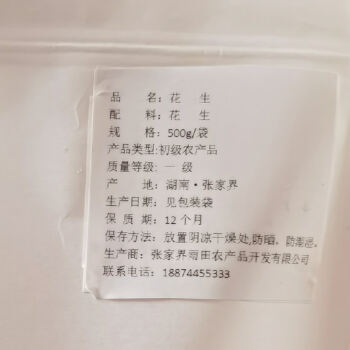 品 名：花 生
配 料：花 生
规 格：500g/袋
产品类型:初级农产品
质量等级：一 级
产 地：湖南·张家界
生产日期：见包装袋
保 质 期：12个月
保存方法：放置阴凉干燥处,防晒。防潮湿。
生产商：张家界雨田农产品开发有限公司
联系电话：18874455333